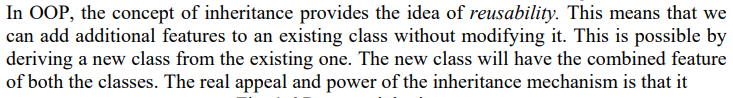 In OOP, the concept of inheritance provides the idea of reusability. This means that we
can add additional features to an existing class without modifying it. This is possible by
deriving a new class from the existing one. The new class will have the combined feature
of both the classes. The real appeal and power of the inheritance mechanism is that it